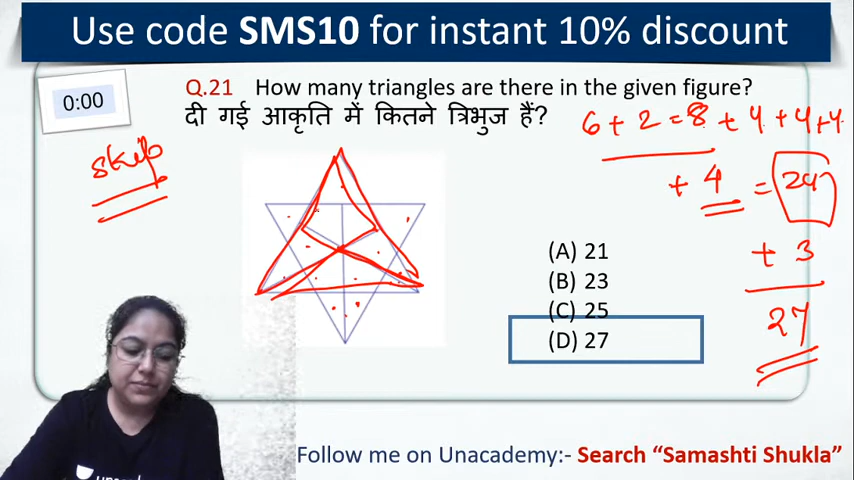 Use code SMS10 for instant 10% discount
0:00
Q.21 How many triangles are there in the given figure?
दी गई आकृति में कितने त्रिभुज हैं?
skip
6 + 2 = 8 + 4 + 4 + 4
+ 4 = 24
+ 3
27
(A) 21
(B) 23
(C) 25
(D) 27
Follow me on Unacademy:- Search “Samashti Shukla”